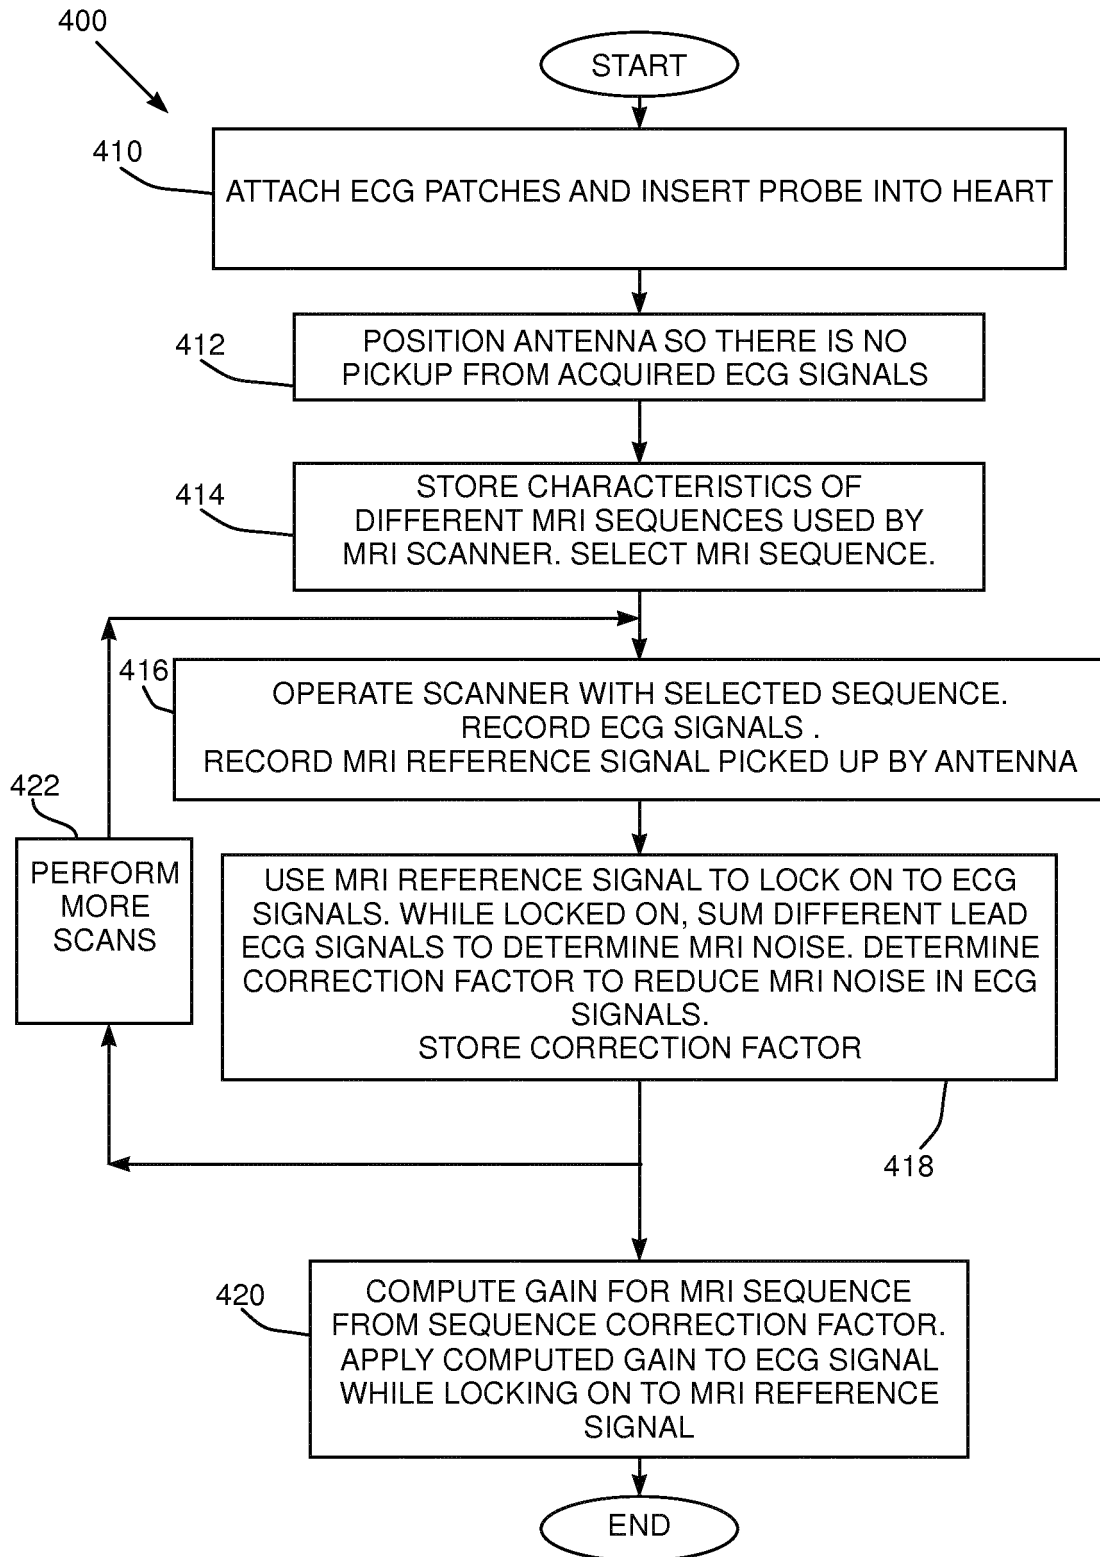 400
START
410
ATTACH ECG PATCHES AND INSERT PROBE INTO HEART
412
POSITION ANTENNA SO THERE IS NO
PICKUP FROM ACQUIRED ECG SIGNALS
414
STORE CHARACTERISTICS OF
DIFFERENT MRI SEQUENCES USED BY
MRI SCANNER. SELECT MRI SEQUENCE.
416
OPERATE SCANNER WITH SELECTED SEQUENCE.
RECORD ECG SIGNALS .
RECORD MRI REFERENCE SIGNAL PICKED UP BY ANTENNA
422
PERFORM
MORE
SCANS
USE MRI REFERENCE SIGNAL TO LOCK ON TO ECG
SIGNALS. WHILE LOCKED ON, SUM DIFFERENT LEAD
ECG SIGNALS TO DETERMINE MRI NOISE. DETERMINE
CORRECTION FACTOR TO REDUCE MRI NOISE IN ECG
SIGNALS.
STORE CORRECTION FACTOR
418
420
COMPUTE GAIN FOR MRI SEQUENCE
FROM SEQUENCE CORRECTION FACTOR.
APPLY COMPUTED GAIN TO ECG SIGNAL
WHILE LOCKING ON TO MRI REFERENCE
SIGNAL
END